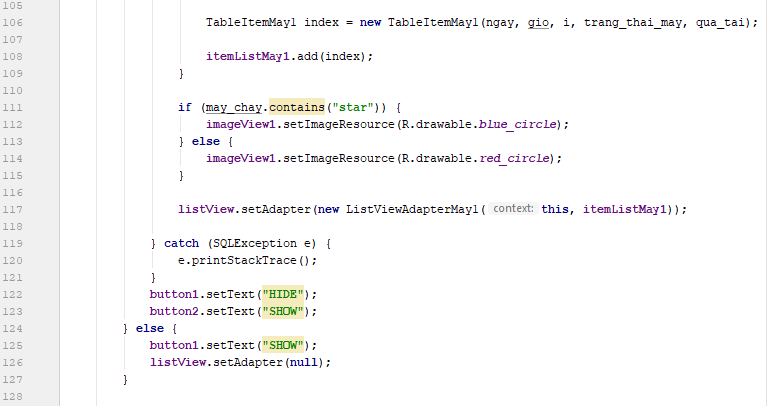 105
106 TableItemMay1 index = new TableItemMay1(ngay, gio, i, trang_thai_may, qua_tai);
107
108 itemListMay1.add(index);
109 }
110
111 if (may_chay.contains("star")) {
112 imageView1.setImageResource(R.drawable.blue_circle);
113 } else {
114 imageView1.setImageResource(R.drawable.red_circle);
115 }
116
117 listView.setAdapter(new ListViewAdapterMay1( context: this, itemListMay1));
118
119 } catch (SQLException e) {
120 e.printStackTrace();
121 }
122 button1.setText("HIDE");
123 button2.setText("SHOW");
124 } else {
125 button1.setText("SHOW");
126 listView.setAdapter(null);
127 }
128